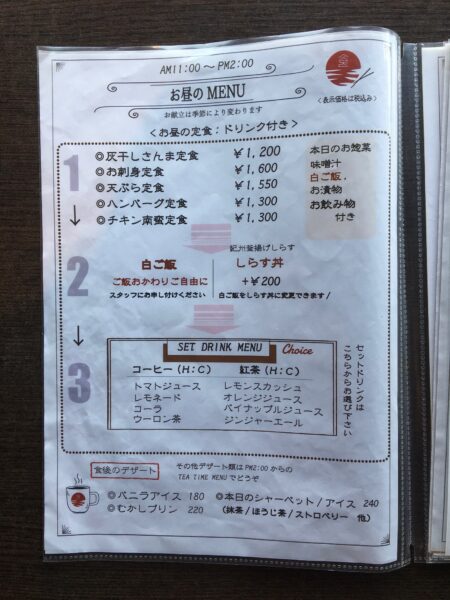 AM11:00 ～ PM2:00
お昼の MENU
お献立は季節により変わります
＜表示価格は税込み＞
＜お昼の定食：ドリンク付き＞
1
◎灰干しさんま定食 ￥1,200
◎お刺身定食 ￥1,600
◎天ぷら定食 ￥1,550
◎ハンバーグ定食 ￥1,300
◎チキン南蛮定食 ￥1,300
本日のお惣菜
味噌汁
白ご飯，
お漬物
お飲み物
付き
↓
2
白ご飯
ご飯おかわりご自由に
スタッフにお申し付けください
紀州釜揚げしらす
しらす丼
+￥200
白ご飯をしらす丼に変更できます/
↓
3
SET DRINK MENU Choice
コーヒー（H:C） 紅茶（H:C）
トマトジュース レモンスカッシュ
レモネード オレンジジュース
コーラ パイナップルジュース
ウーロン茶 ジンジャーエール
セットドリンクは
こちらからお選び下さい
食後のデザート
その他デザート類はPM2:00 からの
TEA TIME MENU でどうぞ
◎バニラアイス 180 ◎本日のシャーベット/アイス 240
◎むかしプリン 220 （抹茶/ほうじ茶/ストロベリー 他）